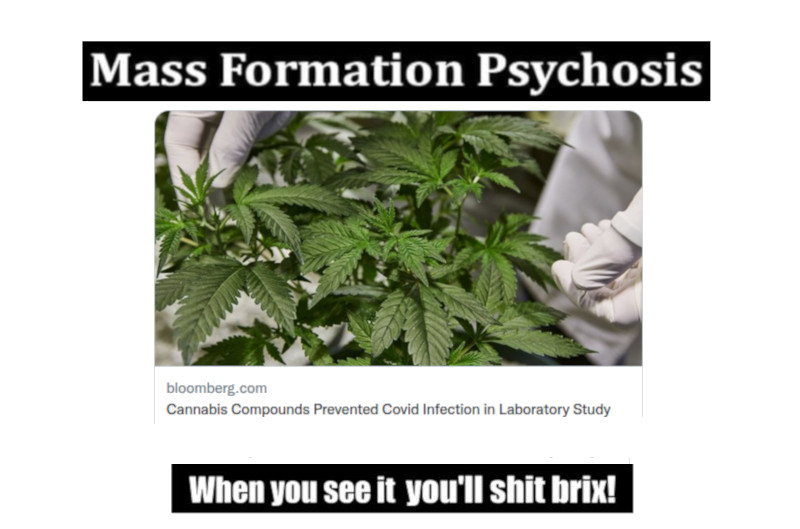 Mass Formation Psychosis
bloomberg.com
Cannabis Compounds Prevented Covid Infection in Laboratory Study
When you see it you'll shit brix!